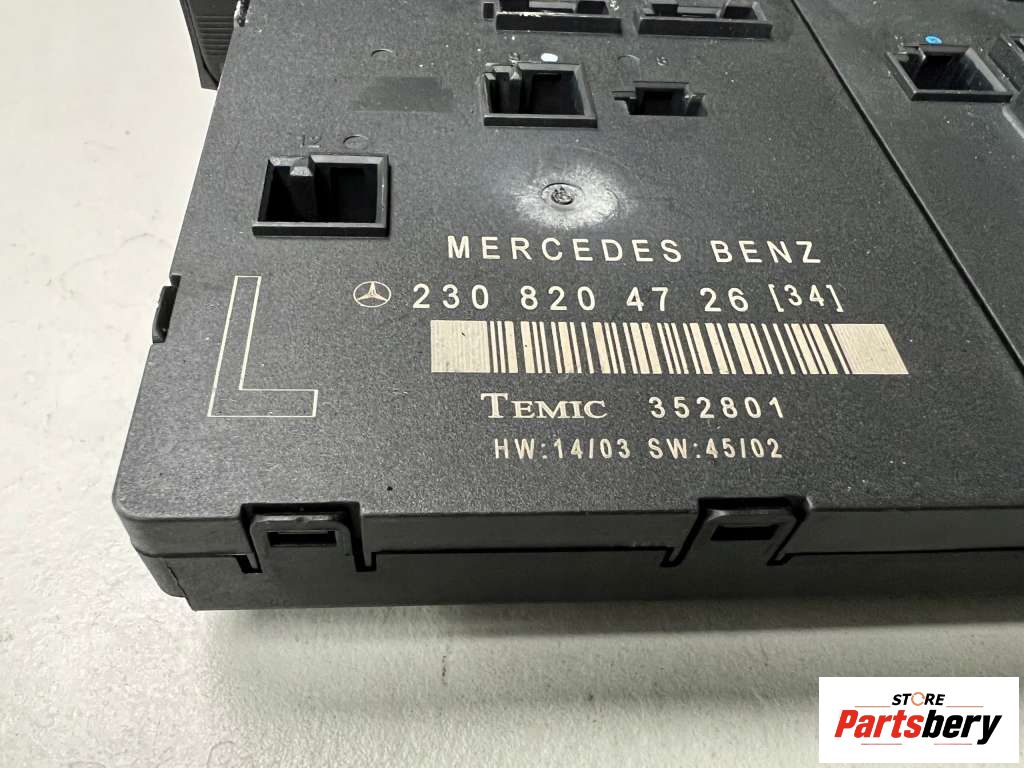 MERCEDES BENZ
230 820 47 26 [34]
L
TEMIC 352801
HW:14/03 SW:45/02
STORE
Partsbery